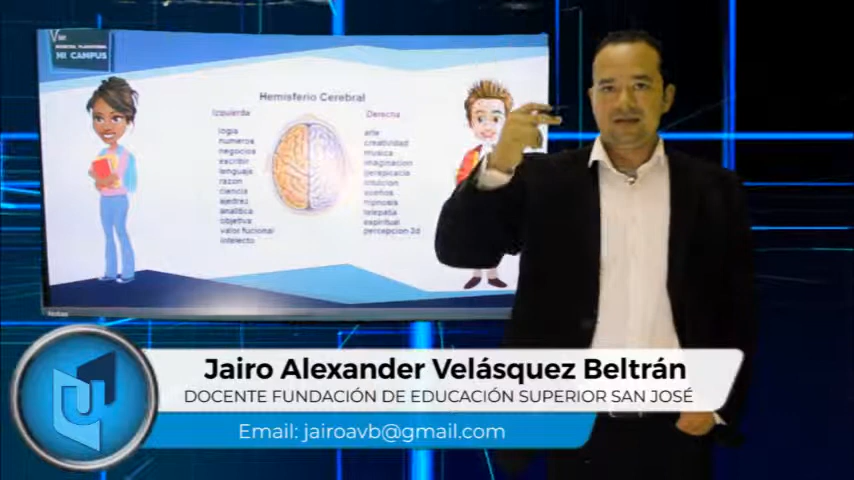 MI CAMPUS
Hemisferio Cerebral
Izquierda
Derecha
logia
numeros
negocios
escribir
lenguaje
razon
ciencia
ajedrez
analitica
objetiva
valor fucional
intelecto
arte
creatividad
musica
imaginacion
perspicacia
intuicion
sueños
hipnosis
telepatia
espiritual
percepcion 3d
Jairo Alexander Velásquez Beltrán
DOCENTE FUNDACIÓN DE EDUCACIÓN SUPERIOR SAN JOSÉ
Email: jairoavb@gmail.com